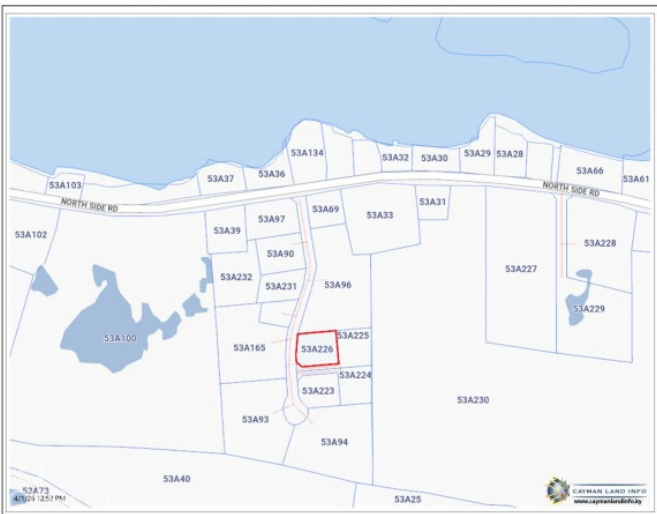 53A134
53A32
53A30
53A29
53A28
53A37
53A36
53A66
53A61
53A103
NORTH SIDE RD
NORTH SIDE RD
53A102
53A39
53A97
53A69
53A33
53A31
53A90
53A228
53A232
53A231
53A96
53A227
53A229
53A100
53A165
53A226
53A225
53A224
53A223
53A230
53A93
53A94
53A40
53A73
53A25
CAYMAN LAND INFO
www.caymanlandinfo.ky